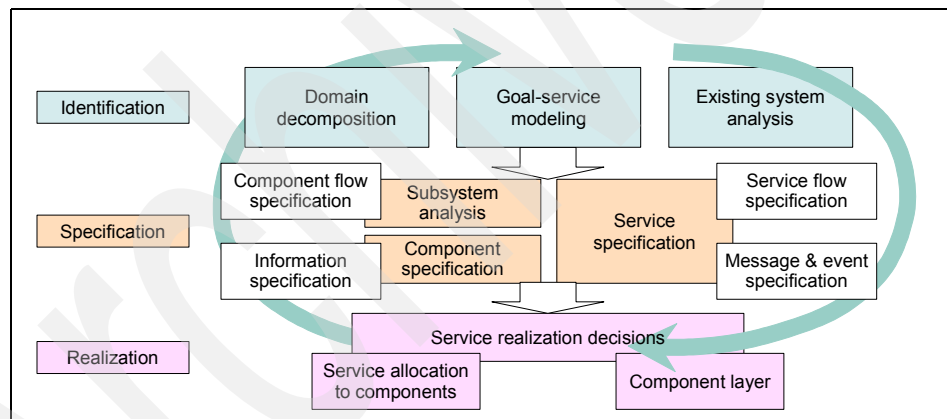 Identification
Domain
decomposition
Goal-service
modeling
Existing system
analysis
Component flow
specification
Subsystem
analysis
Service flow
specification
Specification
Service
specification
Information
specification
Component
specification
Message & event
specification
Service realization decisions
Realization
Service allocation
to components
Component layer